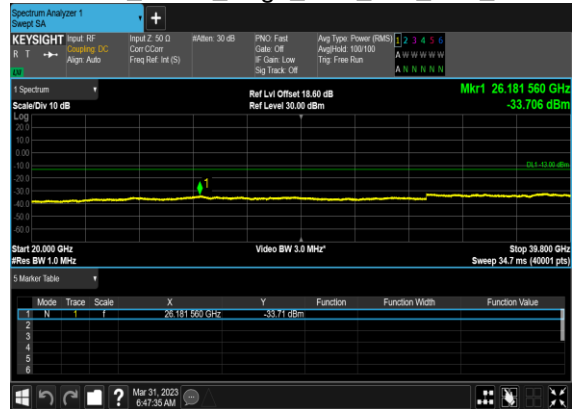 Spectrum Analyzer 1
Swept SA
+
KEYSIGHT
R T
Input: RF
Coupling: DC
Align: Auto
Input Z: 50 Ω
Corr CCorr
Freq Ref: Int (S)
#Atten: 30 dB
PNO: Fast
Gate: Off
IF Gain: Low
Sig Track: Off
Avg Type: Power (RMS)
Avg|Hold: 100/100
Trig: Free Run
1 2 3 4 5 6
A W W W W W
A N N N N N
1 Spectrum
Scale/Div 10 dB
Log
Ref Lvl Offset 18.60 dB
Ref Level 30.00 dBm
Mkr1 26.181 560 GHz
-33.706 dBm
20.0
10.0
0.00
-10.0
-20.0
-30.0
-40.0
-50.0
-60.0
DL1 -13.00 dBm
1
Start 20.000 GHz
#Res BW 1.0 MHz
Video BW 3.0 MHz*
Stop 39.800 GHz
Sweep 34.7 ms (40001 pts)
5 Marker Table
Mode Trace Scale X Y Function Function Width Function Value
1 N 1 f 26.181 560 GHz -33.71 dBm
2
3
4
5
6
?
Mar 31, 2023
6:47:35 AM